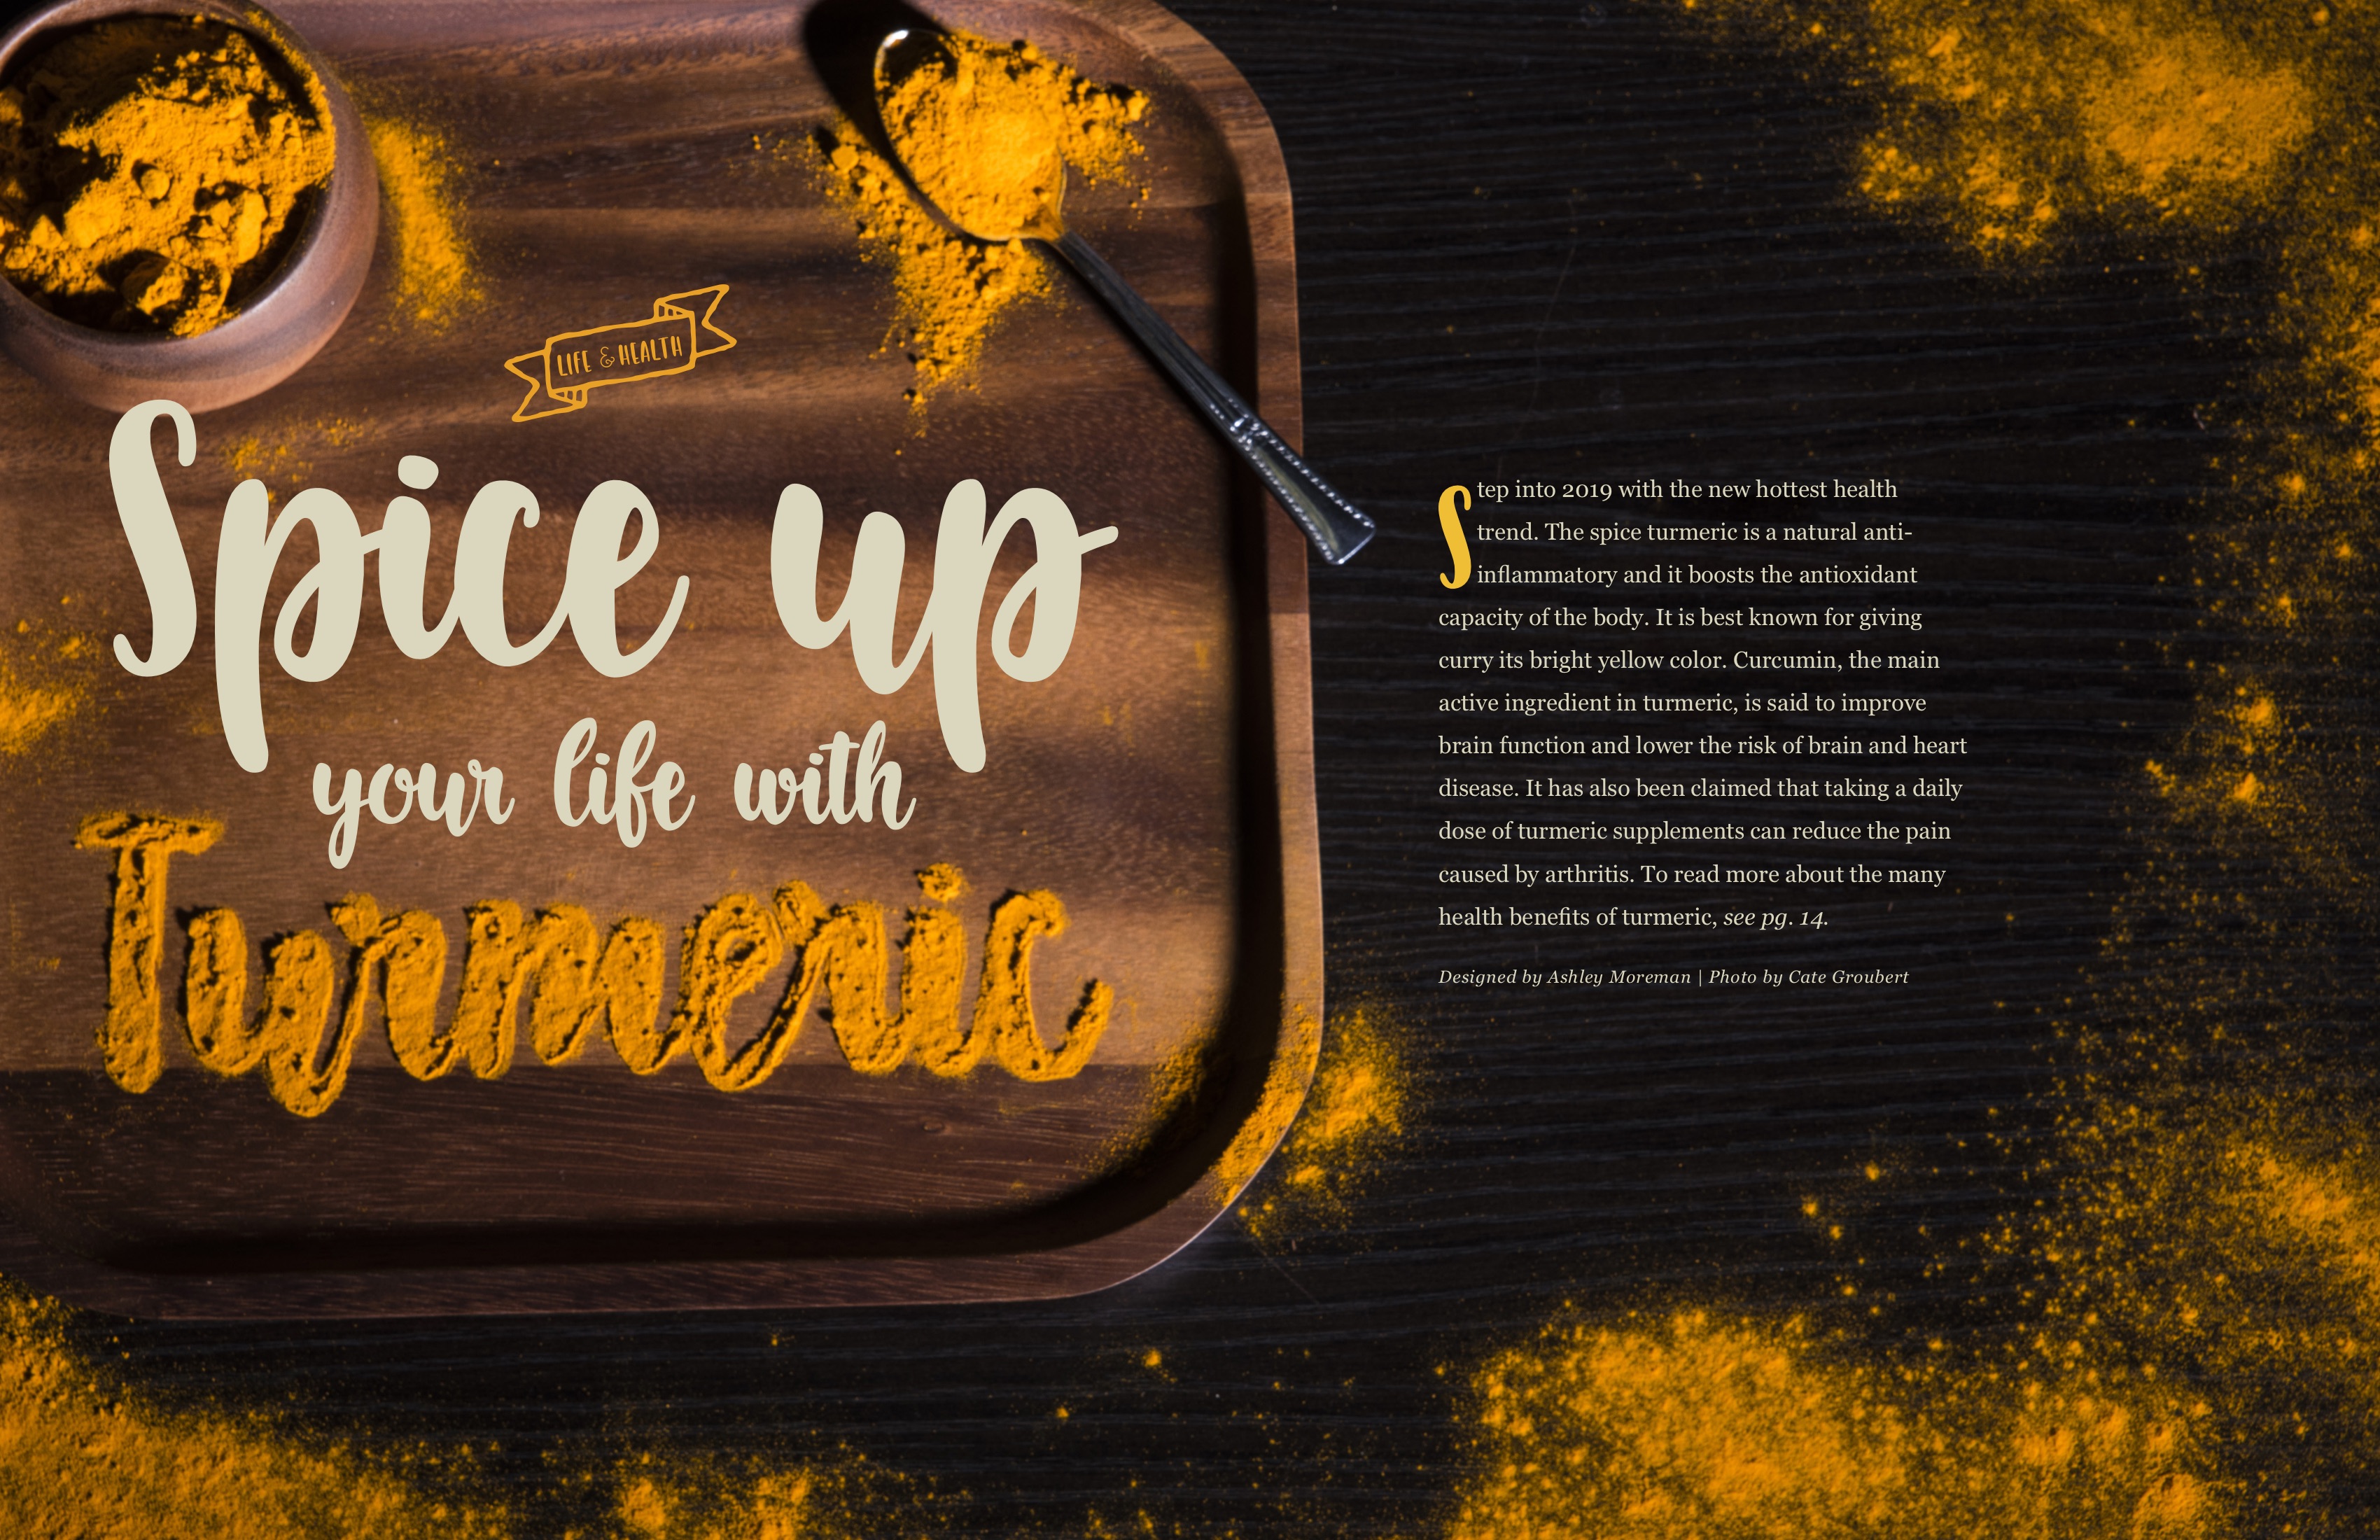 LIFE & HEALTH
Spice up
your life with
Turmeric
Step into 2019 with the new hottest health
trend. The spice turmeric is a natural anti-
inflammatory and it boosts the antioxidant
capacity of the body. It is best known for giving
curry its bright yellow color. Curcumin, the main
active ingredient in turmeric, is said to improve
brain function and lower the risk of brain and heart
disease. It has also been claimed that taking a daily
dose of turmeric supplements can reduce the pain
caused by arthritis. To read more about the many
health benefits of turmeric, see pg. 14.
Designed by Ashley Moreman | Photo by Cate Groubert